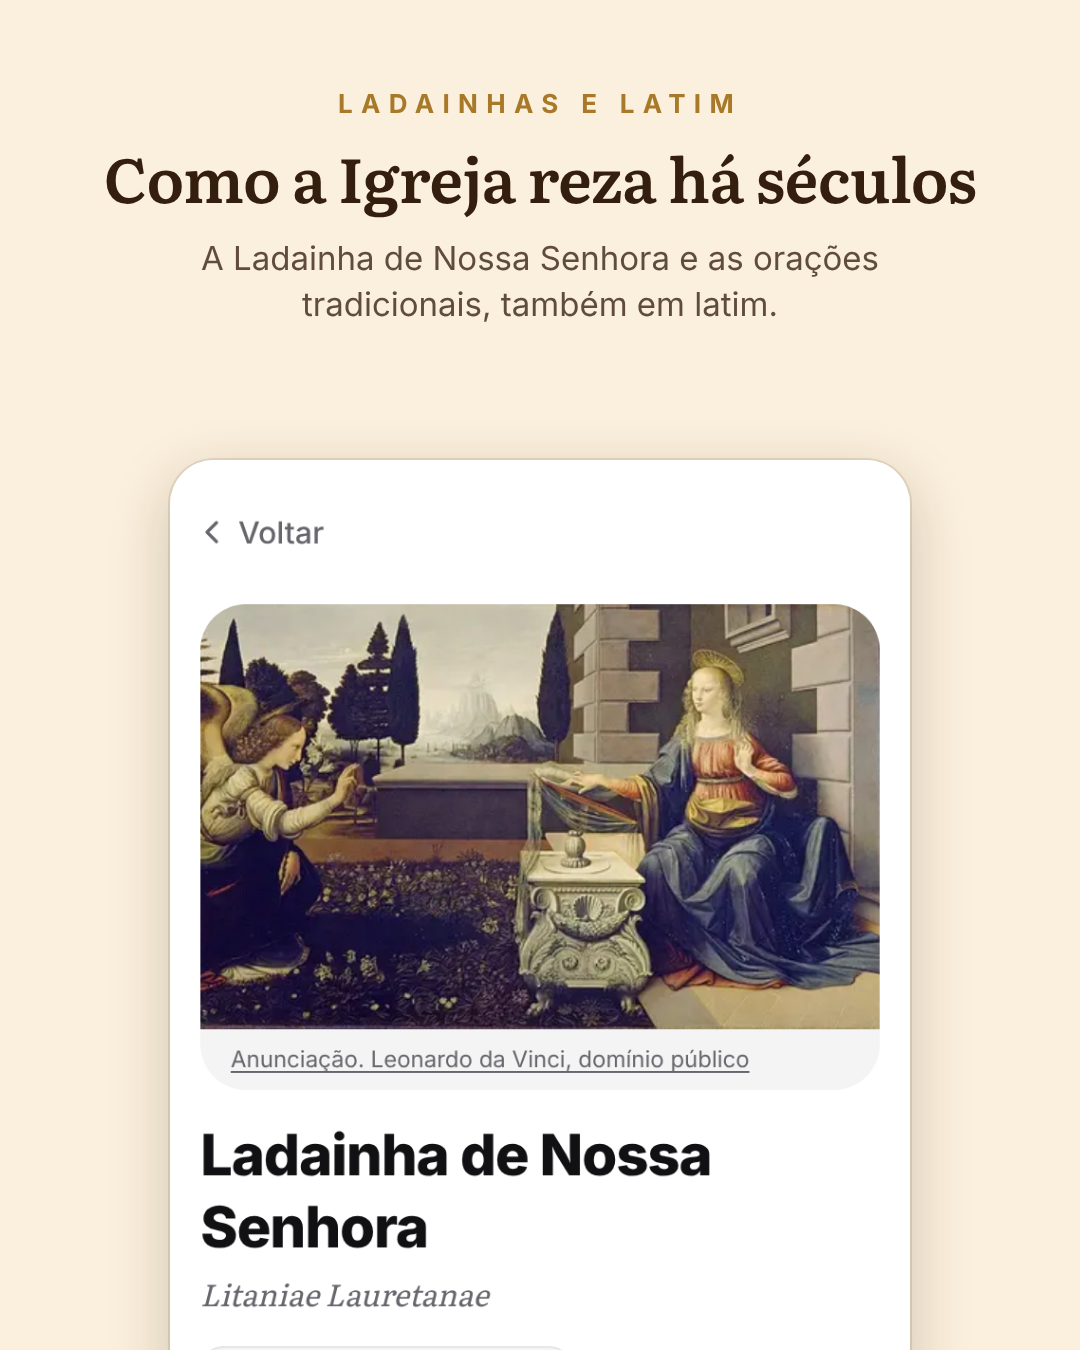 LADAINHAS E LATIM
Como a Igreja reza há séculos
A Ladainha de Nossa Senhora e as orações
tradicionais, também em latim.
Voltar
Anunciação. Leonardo da Vinci, domínio público
Ladainha de Nossa
Senhora
Litaniae Lauretanae